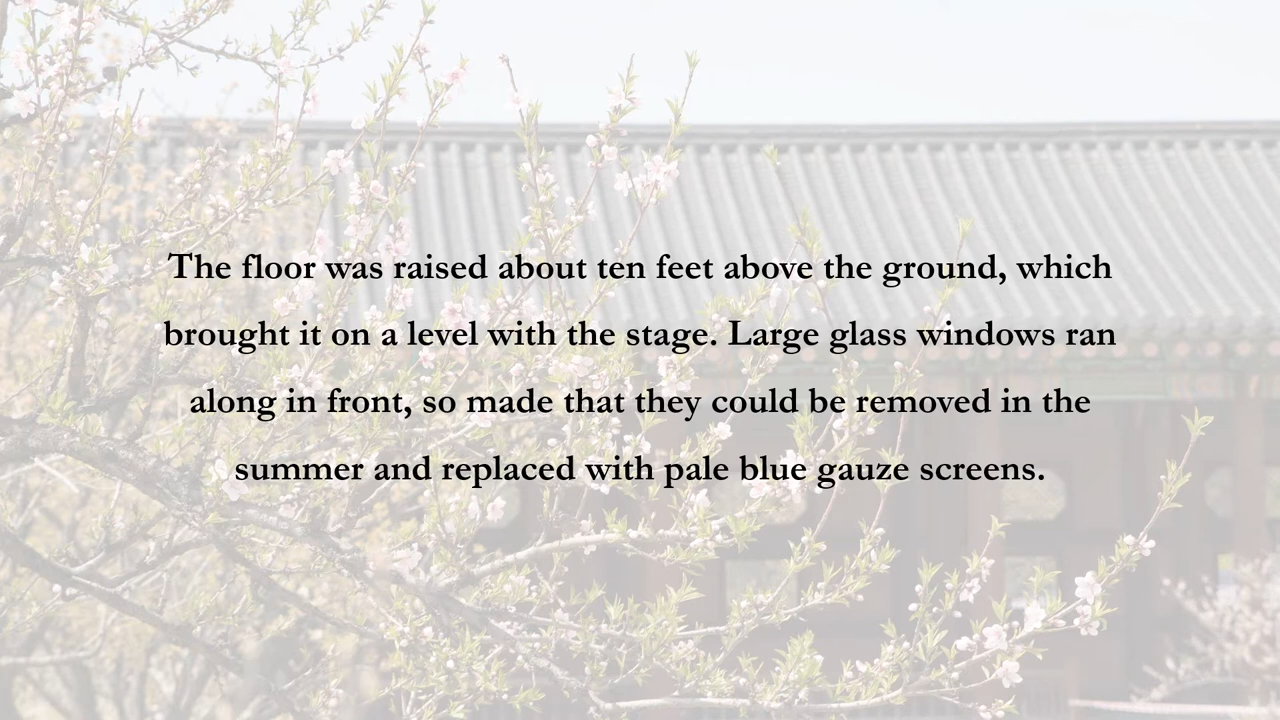 The floor was raised about ten feet above the ground, which
brought it on a level with the stage. Large glass windows ran
along in front, so made that they could be removed in the
summer and replaced with pale blue gauze screens.